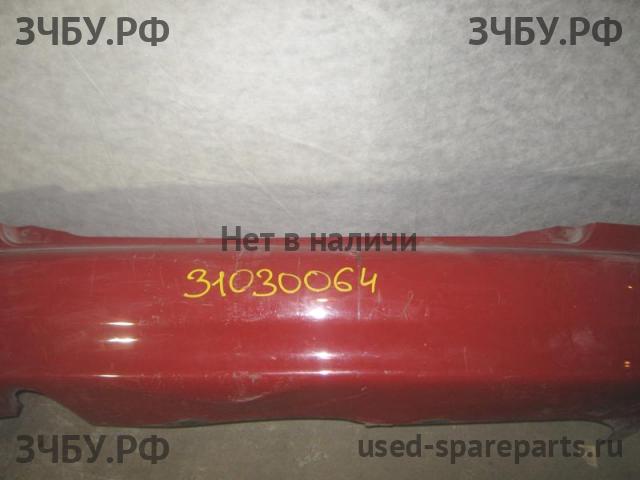 ЗЧБУ.РФ ЗЧБУ.РФ
Нет в наличи
31030064
ЗЧБУ.РФ used-spareparts.ru